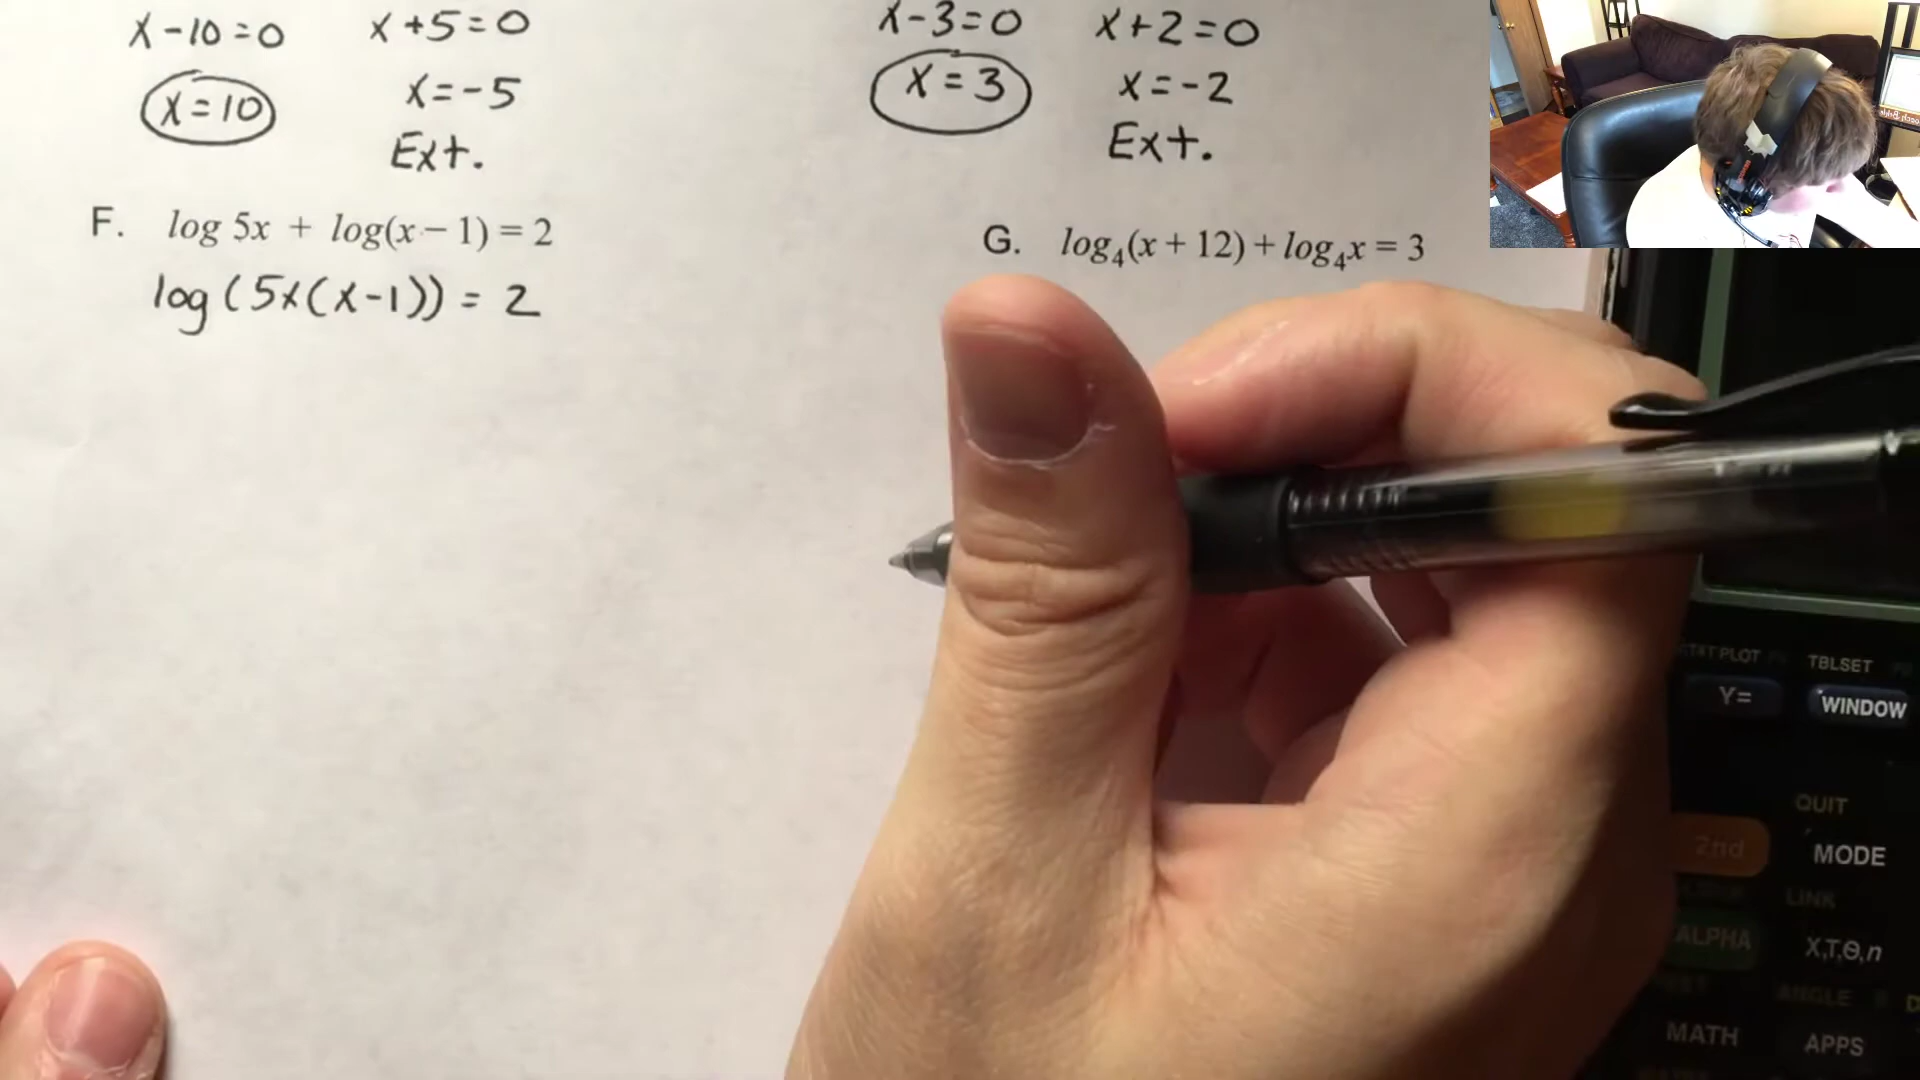 x-10=0 x+5=0
x=10 x=-5
Ext.
x-3=0 x+2=0
x=3 x=-2
Ext.
F. log 5x + log(x - 1) = 2
log(5x(x-1)) = 2
G. log₄(x + 12) + log₄x = 3
STAT PLOT TBLSET
Y= WINDOW
QUIT
2nd MODE
LINK
ALPHA X,T,Θ,n
ANGLE
MATH APPS